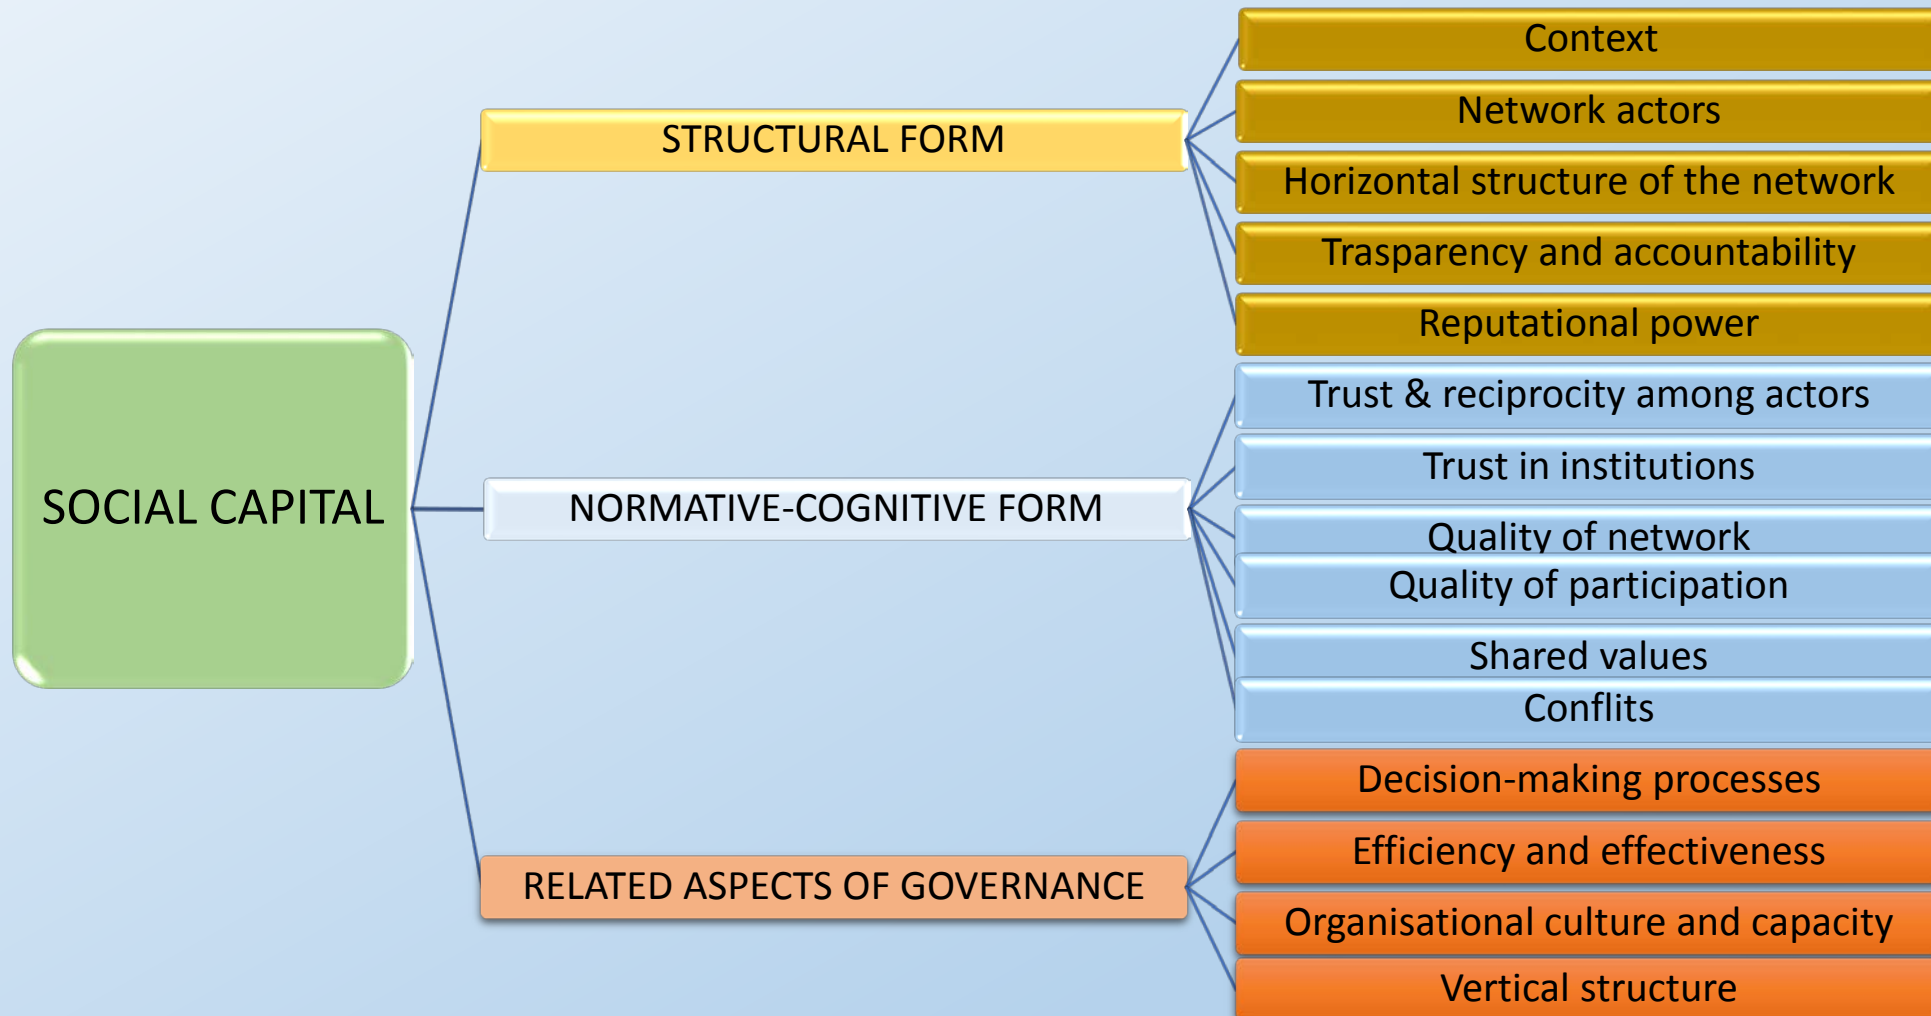 SOCIAL CAPITAL
STRUCTURAL FORM
Context
Network actors
Horizontal structure of the network
Trasparency and accountability
Reputational power
NORMATIVE-COGNITIVE FORM
Trust & reciprocity among actors
Trust in institutions
Quality of network
Quality of participation
Shared values
Conflits
RELATED ASPECTS OF GOVERNANCE
Decision-making processes
Efficiency and effectiveness
Organisational culture and capacity
Vertical structure